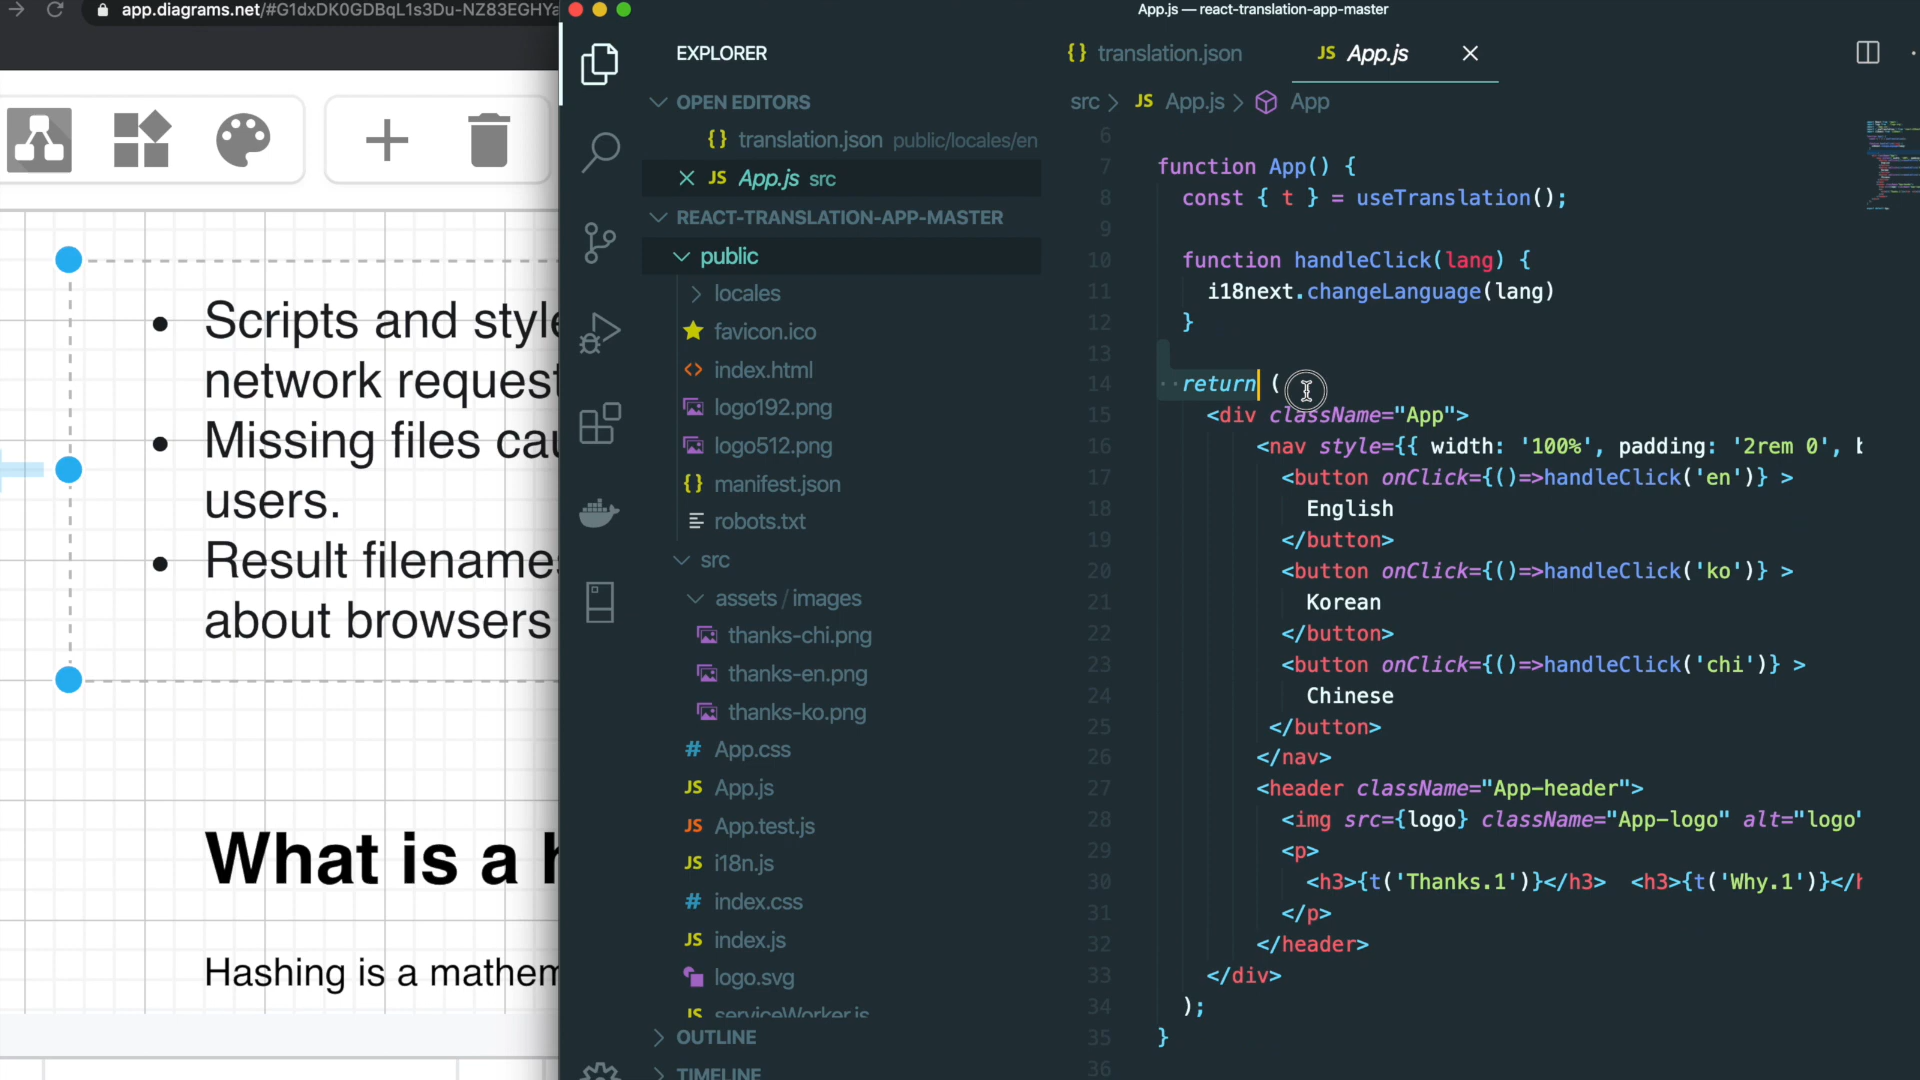 app.diagrams.net/#G1dxDK0GDBqL1s3Du-NZ83EGHYa
Scripts and style
network request
Missing files cau
users.
Result filenames
about browsers
What is a h
Hashing is a mathem
App.js — react-translation-app-master
EXPLORER
OPEN EDITORS
{} translation.json public/locales/en
JS App.js src
REACT-TRANSLATION-APP-MASTER
public
locales
favicon.ico
index.html
logo192.png
logo512.png
{} manifest.json
robots.txt
src
assets / images
thanks-chi.png
thanks-en.png
thanks-ko.png
# App.css
JS App.js
JS App.test.js
JS i18n.js
# index.css
JS index.js
logo.svg
JS serviceWorker.js
OUTLINE
TIMELINE
{} translation.json
JS App.js
src > JS App.js > App
6
7 function App() {
8 const { t } = useTranslation();
9
10 function handleClick(lang) {
11 i18next.changeLanguage(lang)
12 }
13
14 return (
15 <div className="App">
16 <nav style={{ width: '100%', padding: '2rem 0', b
17 <button onClick={()=>handleClick('en')} >
18 English
19 </button>
20 <button onClick={()=>handleClick('ko')} >
21 Korean
22 </button>
23 <button onClick={()=>handleClick('chi')} >
24 Chinese
25 </button>
26 </nav>
27 <header className="App-header">
28 <img src={logo} className="App-logo" alt="logo"
29 <p>
30 <h3>{t('Thanks.1')}</h3> <h3>{t('Why.1')}</h
31 </p>
32 </header>
33 </div>
34 );
35 }
36